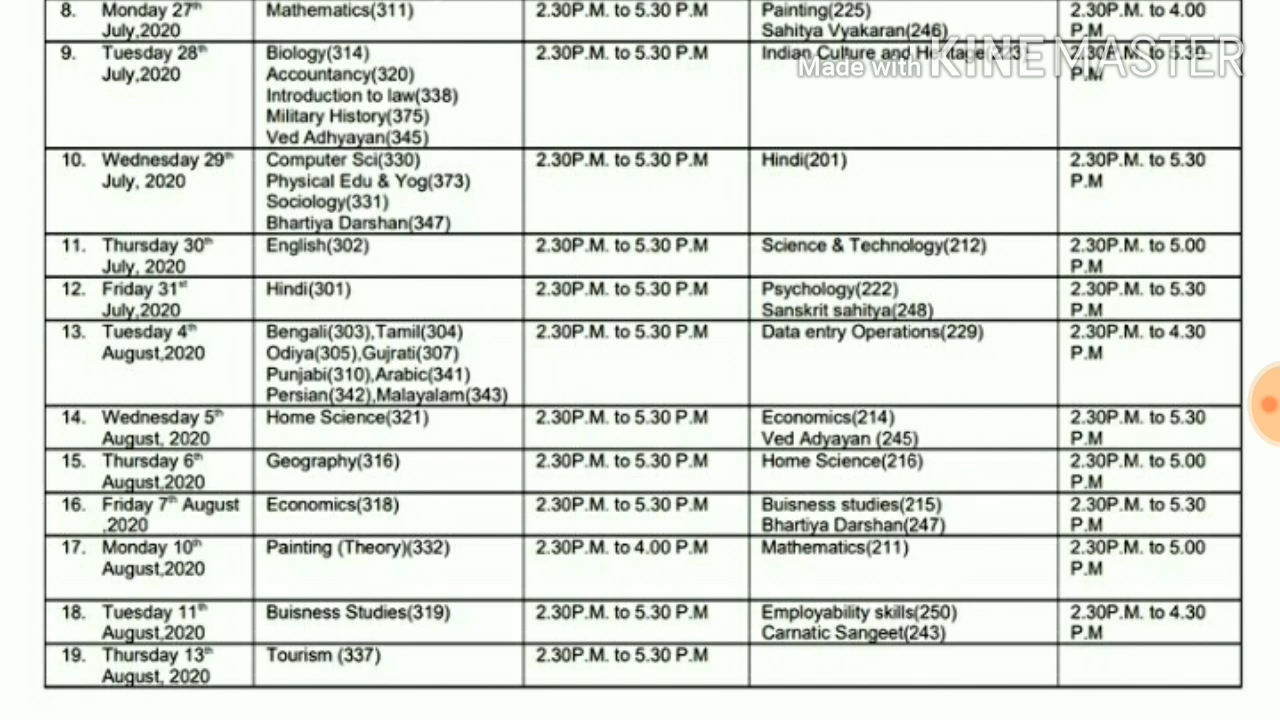 8. Monday 27th Mathematics(311) 2.30P.M. to 5.30 P.M Painting(225) 2.30P.M. to 4.00
July,2020 Sahitya Vyakaran(246) P.M
9. Tuesday 28th Biology(314) 2.30P.M. to 5.30 P.M Indian Culture and Heritage 2.30P.M. to 5.30
July,2020 Accountancy(320) P.M
Made with KINEMASTER
Introduction to law(338)
Military History(375)
Ved Adhyayan(345)
10. Wednesday 29th Computer Sci(330) 2.30P.M. to 5.30 P.M Hindi(201) 2.30P.M. to 5.30
July, 2020 Physical Edu & Yog(373) P.M
Sociology(331)
Bhartiya Darshan(347)
11. Thursday 30th English(302) 2.30P.M. to 5.30 P.M Science & Technology(212) 2.30P.M. to 5.00
July, 2020 P.M
12. Friday 31st Hindi(301) 2.30P.M. to 5.30 P.M Psychology(222) 2.30P.M. to 5.30
July,2020 Sanskrit sahitya(248) P.M
13. Tuesday 4th Bengali(303),Tamil(304) 2.30P.M. to 5.30 P.M Data entry Operations(229) 2.30P.M. to 4.30
August,2020 Odiya(305),Gujrati(307) P.M
Punjabi(310),Arabic(341)
Persian(342),Malayalam(343)
14. Wednesday 5th Home Science(321) 2.30P.M. to 5.30 P.M Economics(214) 2.30P.M. to 5.30
August, 2020 Ved Adyayan (245) P.M
15. Thursday 6th Geography(316) 2.30P.M. to 5.30 P.M Home Science(216) 2.30P.M. to 5.00
August,2020 P.M
16. Friday 7th August Economics(318) 2.30P.M. to 5.30 P.M Buisness studies(215) 2.30P.M. to 5.30
,2020 Bhartiya Darshan(247) P.M
17. Monday 10th Painting (Theory)(332) 2.30P.M. to 4.00 P.M Mathematics(211) 2.30P.M. to 5.00
August,2020 P.M
18. Tuesday 11th Buisness Studies(319) 2.30P.M. to 5.30 P.M Employability skills(250) 2.30P.M. to 4.30
August,2020 Carnatic Sangeet(243) P.M
19. Thursday 13th Tourism (337) 2.30P.M. to 5.30 P.M
August, 2020